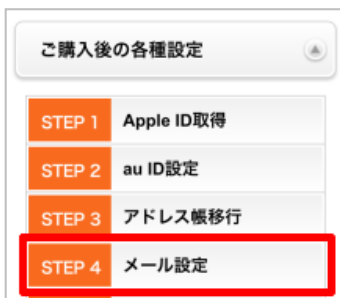 ご購入後の各種設定
STEP 1 Apple ID取得
STEP 2 au ID設定
STEP 3 アドレス帳移行
STEP 4 メール設定